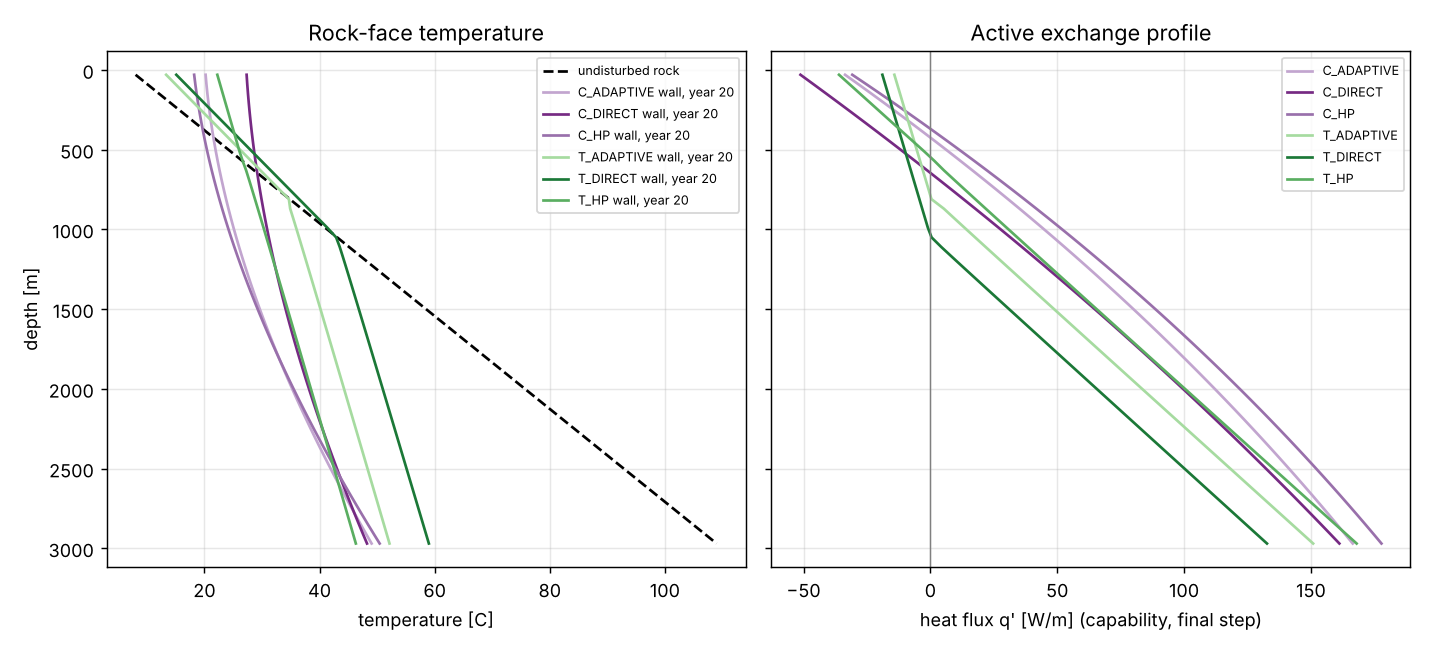 Rock-face temperature
undisturbed rock
C_ADAPTIVE wall, year 20
C_DIRECT wall, year 20
C_HP wall, year 20
T_ADAPTIVE wall, year 20
T_DIRECT wall, year 20
T_HP wall, year 20
0
500
1000
1500
2000
2500
3000
depth [m]
20
40
60
80
100
temperature [C]
Active exchange profile
C_ADAPTIVE
C_DIRECT
C_HP
T_ADAPTIVE
T_DIRECT
T_HP
−50
0
50
100
150
heat flux q' [W/m] (capability, final step)